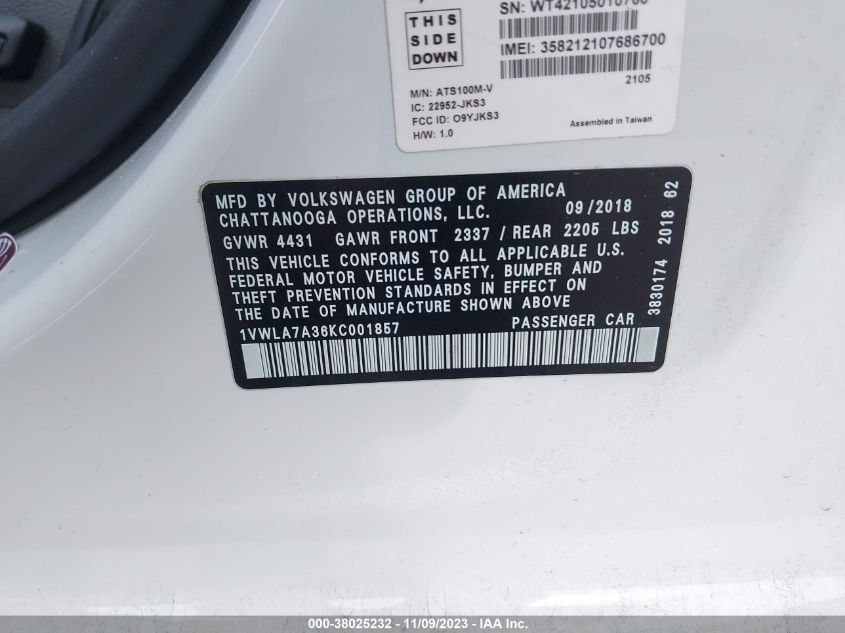 SN: WT42105010780
THIS
SIDE
DOWN
IMEI: 358212107686700
2105
M/N: ATS100M-V
IC: 22952-JKS3
FCC ID: O9YJKS3
H/W: 1.0
Assembled in Taiwan
MFD BY VOLKSWAGEN GROUP OF AMERICA
CHATTANOOGA OPERATIONS, LLC. 09/2018
GVWR 4431 GAWR FRONT 2337 / REAR 2205 LBS
THIS VEHICLE CONFORMS TO ALL APPLICABLE U.S.
FEDERAL MOTOR VEHICLE SAFETY, BUMPER AND
THEFT PREVENTION STANDARDS IN EFFECT ON
THE DATE OF MANUFACTURE SHOWN ABOVE
1VWLA7A36KC001857 PASSENGER CAR
3830174 2018 62
000-38025232 - 11/09/2023 - IAA Inc.